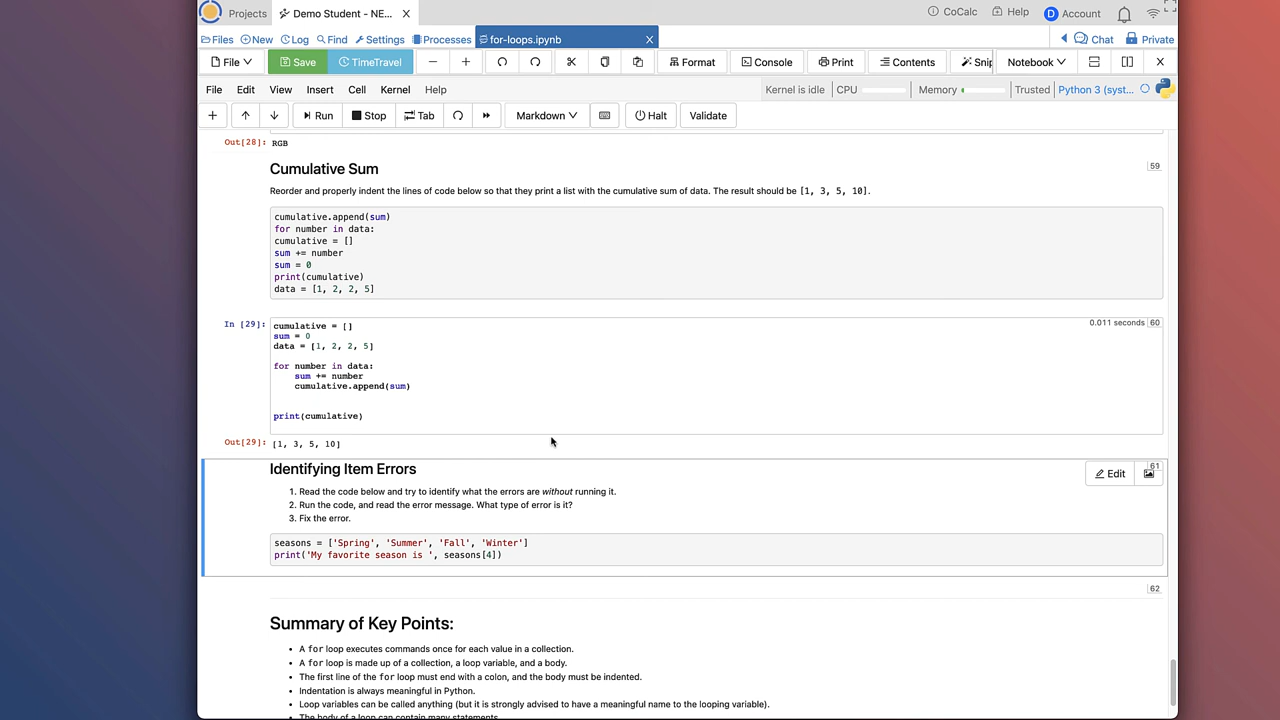 Projects
Demo Student - NE...
CoCalc
Help
D Account
Files
New
Log
Find
Settings
Processes
for-loops.ipynb
Chat
Private
File
Save
TimeTravel
Format
Console
Print
Contents
Snip
Notebook
File Edit View Insert Cell Kernel Help
Kernel is idle
CPU
Memory
Trusted
Python 3 (syst...
Run
Stop
Tab
Markdown
Halt
Validate
Out[28]: RGB
Cumulative Sum
59
Reorder and properly indent the lines of code below so that they print a list with the cumulative sum of data. The result should be [1, 3, 5, 10].
cumulative.append(sum)
for number in data:
cumulative = []
sum += number
sum = 0
print(cumulative)
data = [1, 2, 2, 5]
In [29]:
0.011 seconds 60
cumulative = []
sum = 0
data = [1, 2, 2, 5]
for number in data:
    sum += number
    cumulative.append(sum)
print(cumulative)
Out[29]: [1, 3, 5, 10]
Identifying Item Errors
Edit
61
1. Read the code below and try to identify what the errors are without running it.
2. Run the code, and read the error message. What type of error is it?
3. Fix the error.
seasons = ['Spring', 'Summer', 'Fall', 'Winter']
print('My favorite season is ', seasons[4])
62
Summary of Key Points:
• A for loop executes commands once for each value in a collection.
• A for loop is made up of a collection, a loop variable, and a body.
• The first line of the for loop must end with a colon, and the body must be indented.
• Indentation is always meaningful in Python.
• Loop variables can be called anything (but it is strongly advised to have a meaningful name to the looping variable).
• The body of a loop can contain many statements.